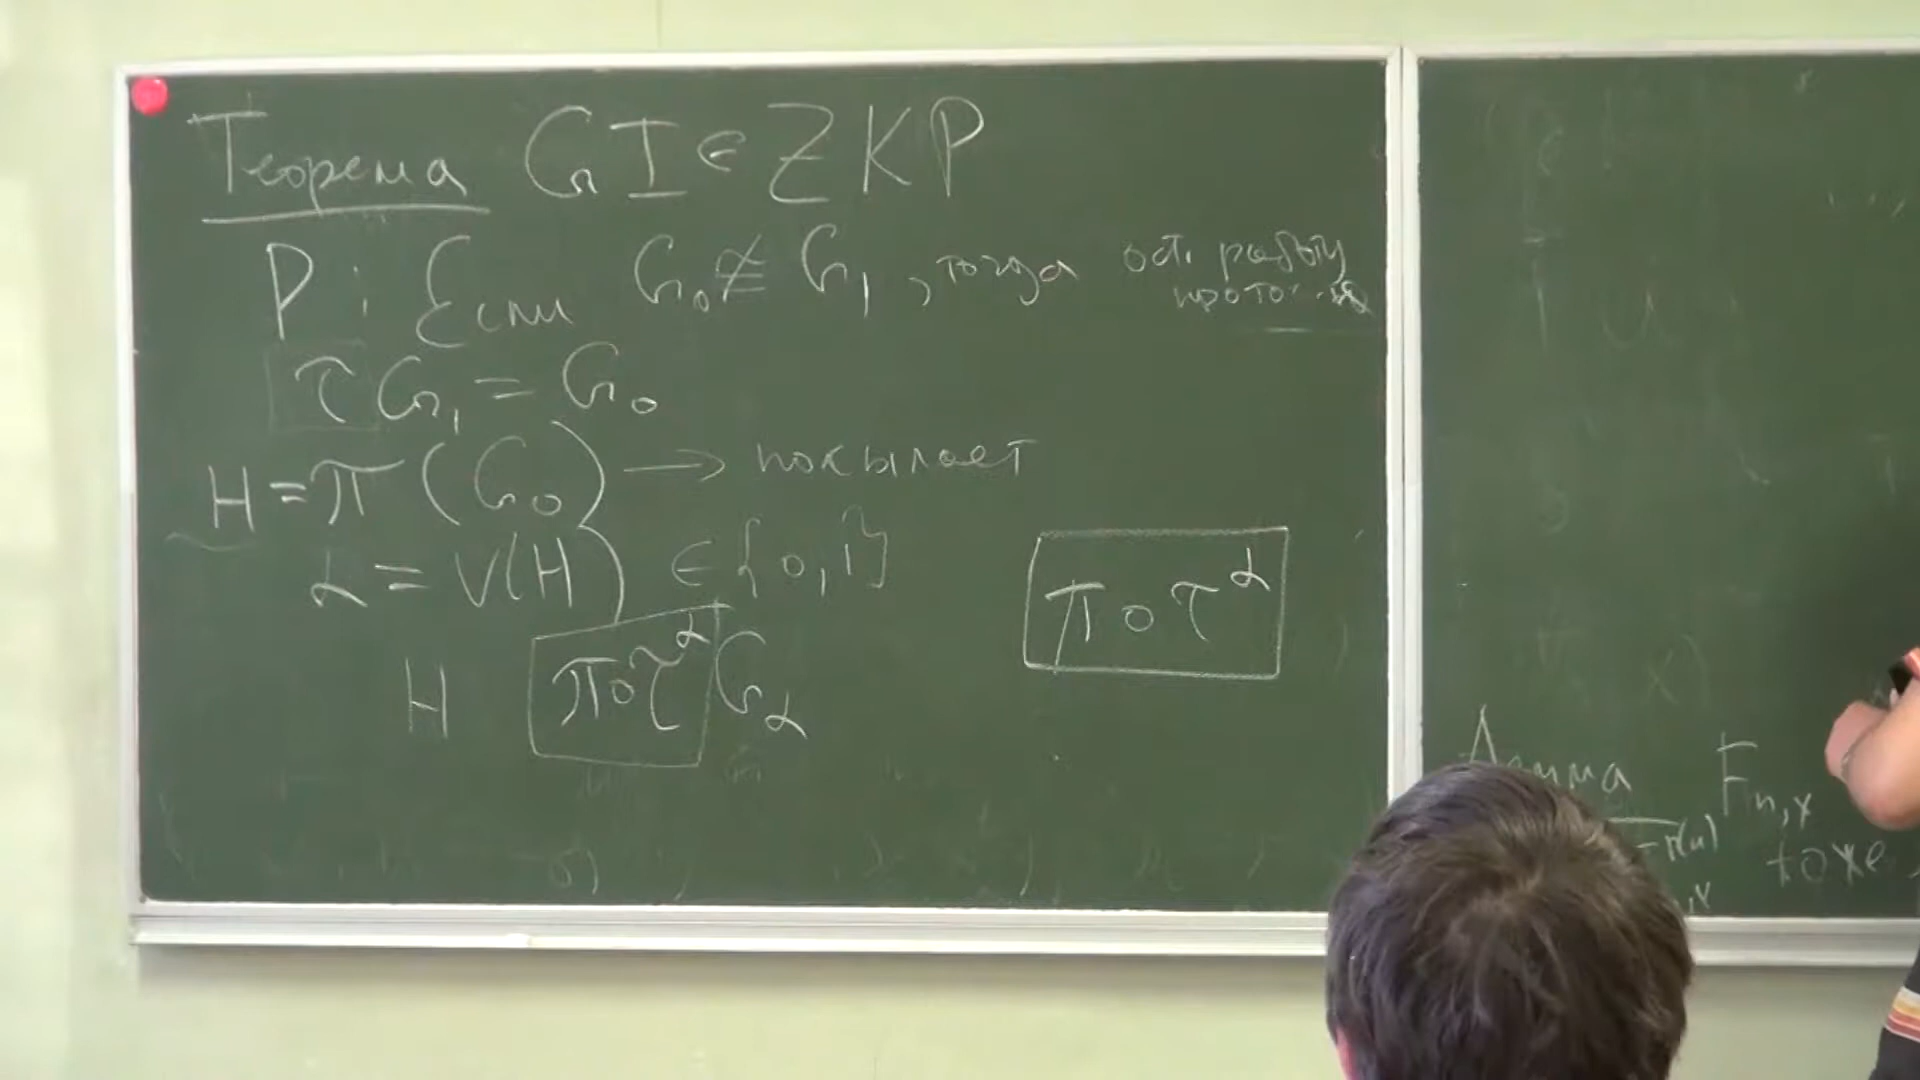 Теорема GI ∈ ZKP
P: Если G₀ ≇ G₁, тогда ост. работу
τG₁ = G₀
H = π(G₀) → посылает
α = V(H) ∈ {0,1}
π∘τ^α
H π∘τ^α G_α
Лемма F_{n,x}
тоже